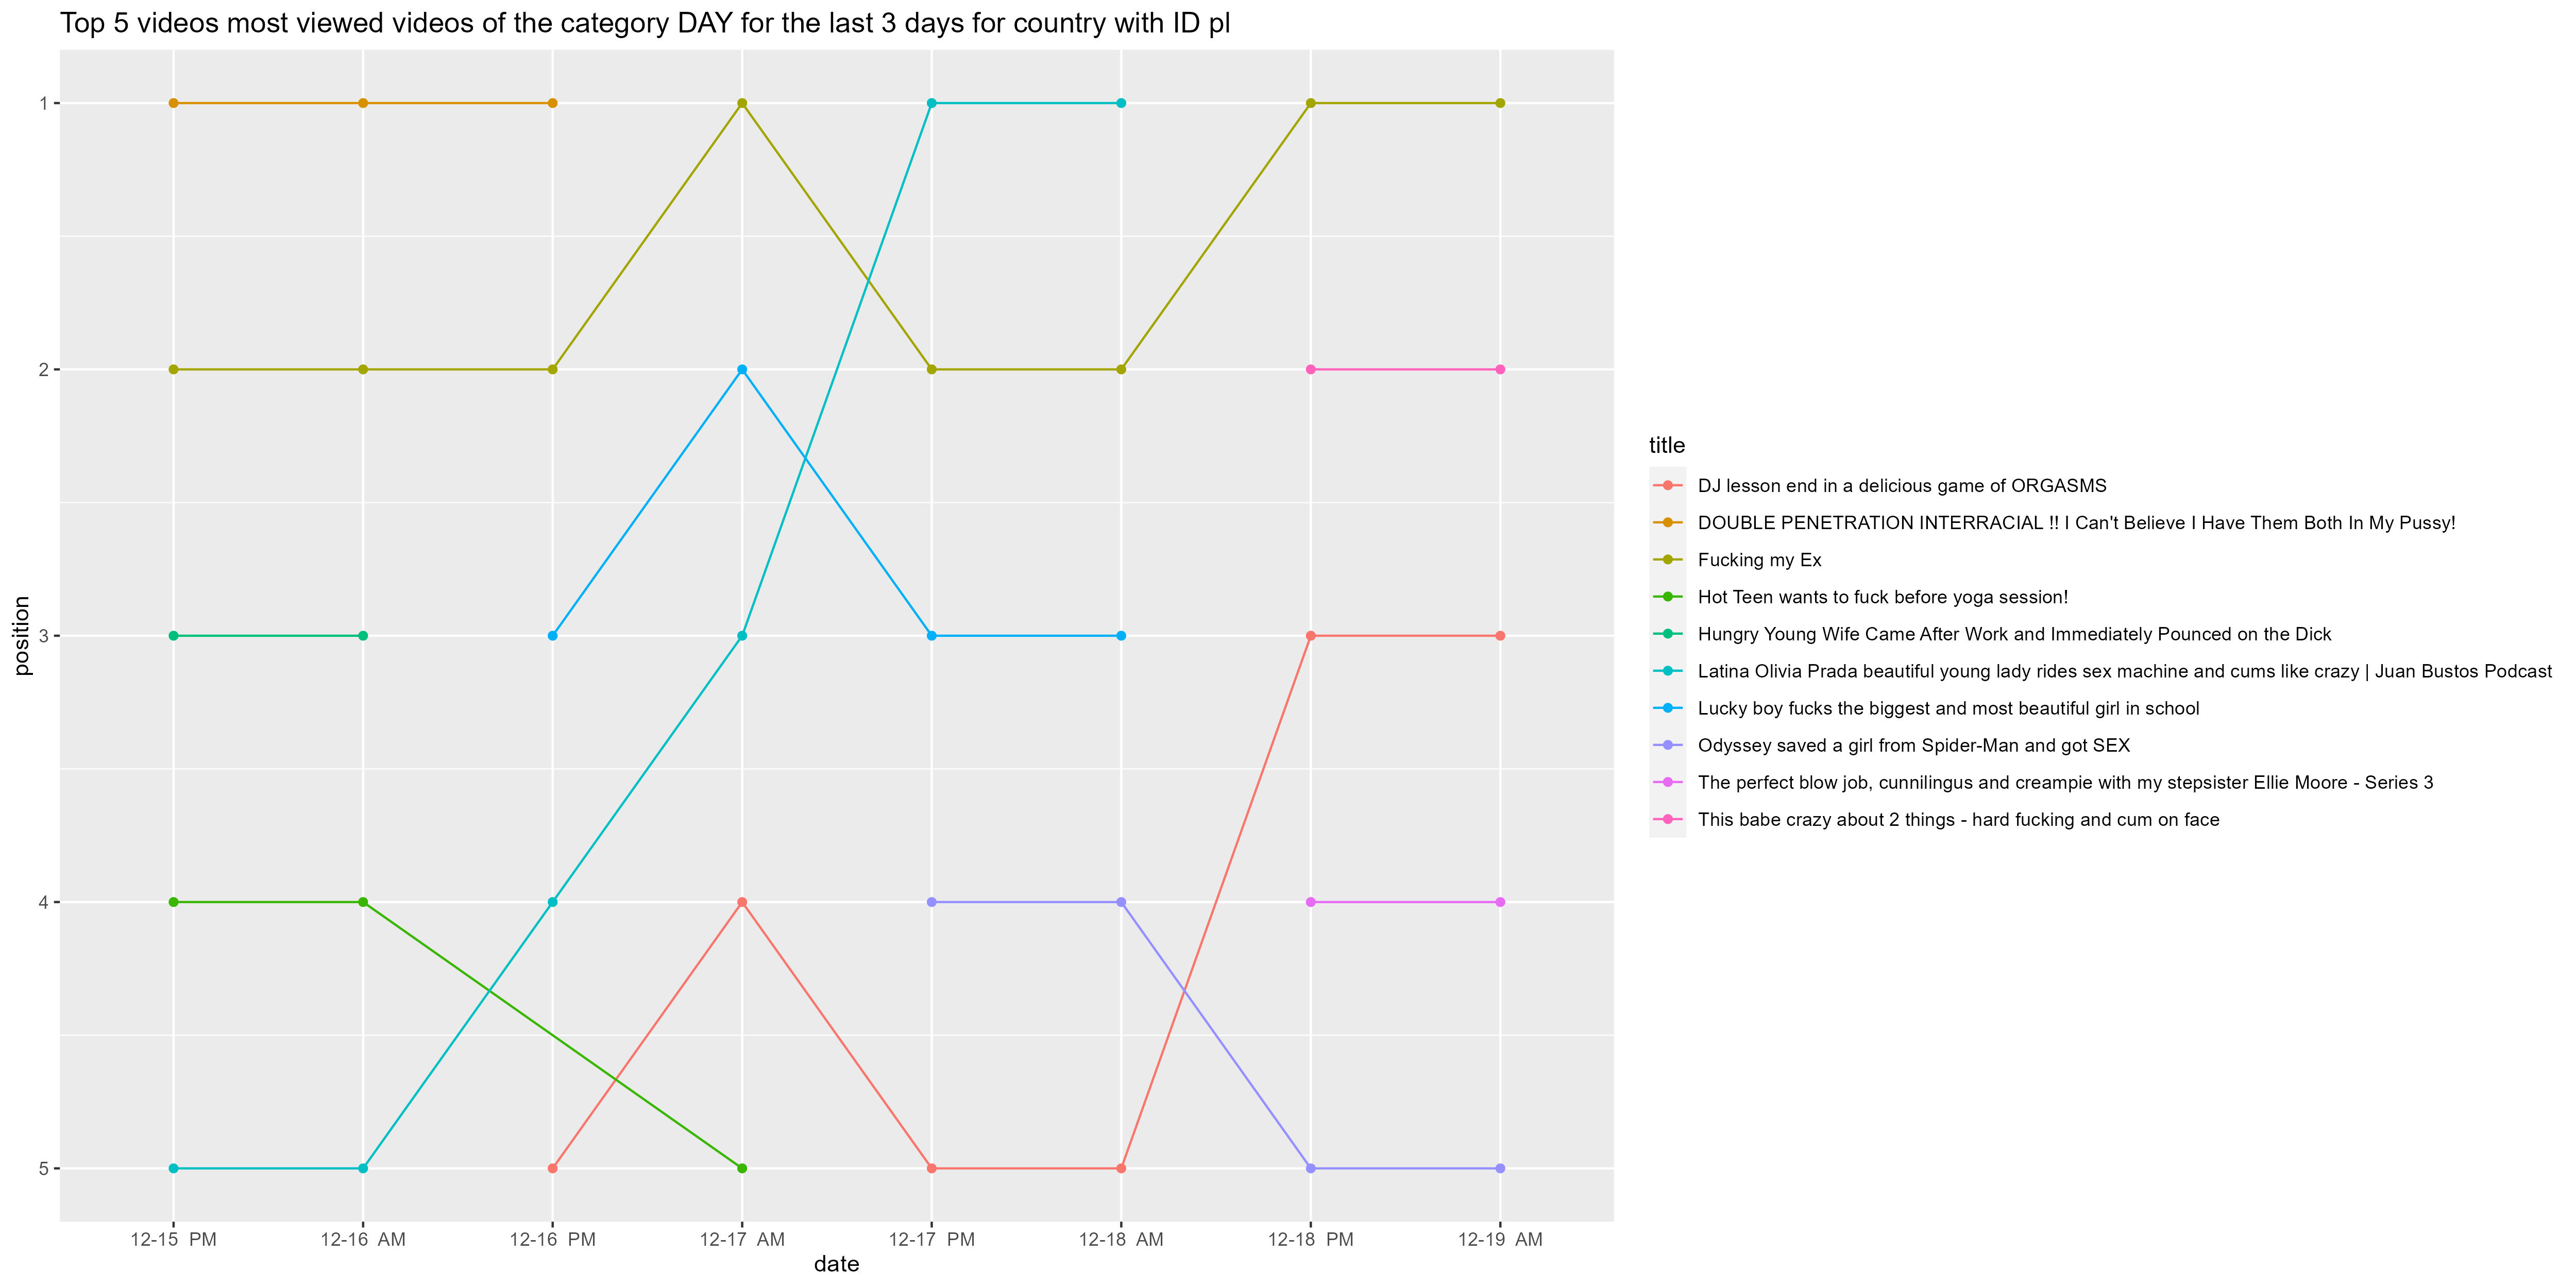 Top 5 videos most viewed videos of the category DAY for the last 3 days for country with ID pl
1
2
3
4
5
position
12-15 PM
12-16 AM
12-16 PM
12-17 AM
12-17 PM
12-18 AM
12-18 PM
12-19 AM
date
title
DJ lesson end in a delicious game of ORGASMS
DOUBLE PENETRATION INTERRACIAL !! I Can't Believe I Have Them Both In My Pussy!
Fucking my Ex
Hot Teen wants to fuck before yoga session!
Hungry Young Wife Came After Work and Immediately Pounced on the Dick
Latina Olivia Prada beautiful young lady rides sex machine and cums like crazy | Juan Bustos Podcast
Lucky boy fucks the biggest and most beautiful girl in school
Odyssey saved a girl from Spider-Man and got SEX
The perfect blow job, cunnilingus and creampie with my stepsister Ellie Moore - Series 3
This babe crazy about 2 things - hard fucking and cum on face